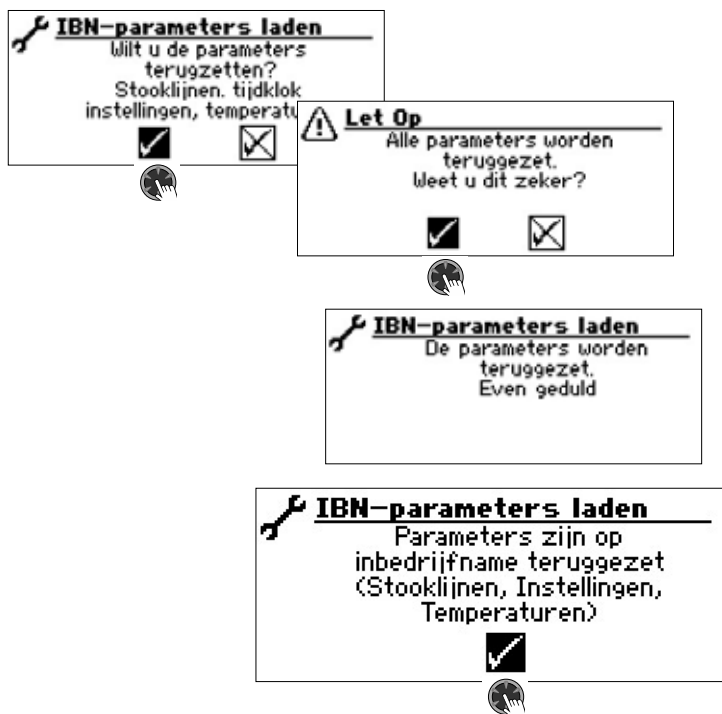 IBN-parameters laden
Wilt u de parameters
terugzetten?
Stooklijnen. tijdklok
instellingen, temperatu
Let Op
Alle parameters worden
teruggezet.
Weet u dit zeker?
IBN-parameters laden
De parameters worden
teruggezet.
Even geduld
IBN-parameters laden
Parameters zijn op
inbedrijfname teruggezet
(Stooklijnen, Instellingen,
Temperaturen)